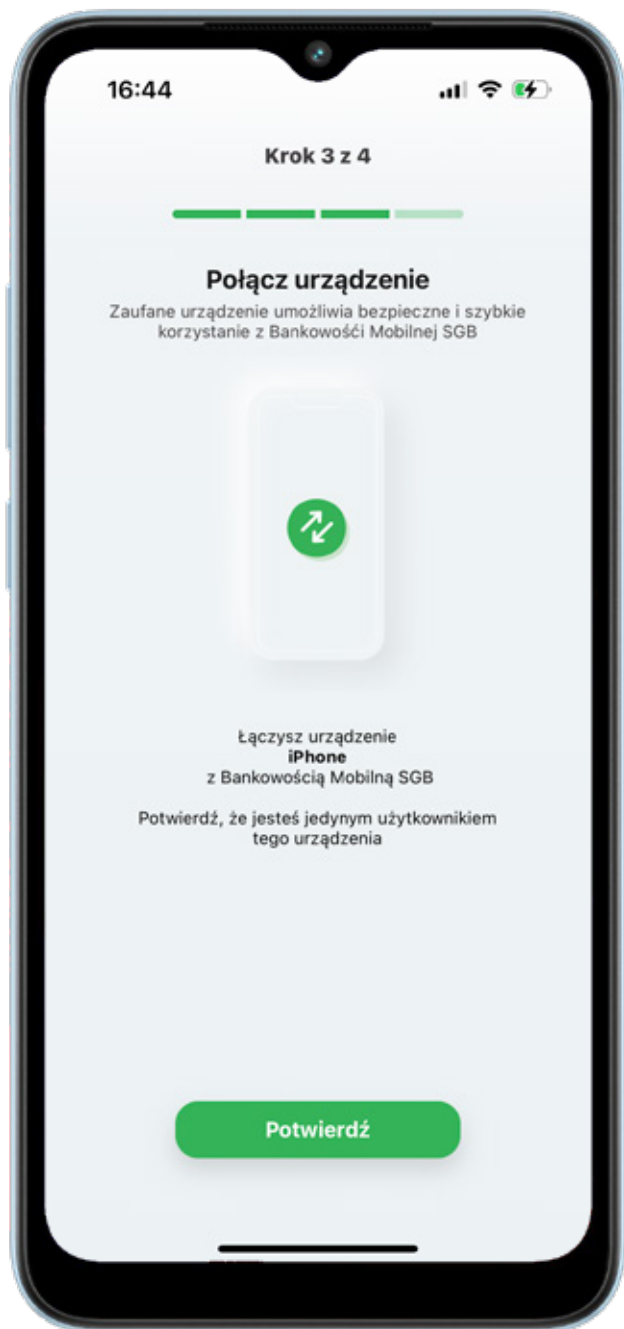 16:44
Krok 3 z 4
Połącz urządzenie
Zaufane urządzenie umożliwia bezpieczne i szybkie
korzystanie z Bankowośći Mobilnej SGB
Łączysz urządzenie
iPhone
z Bankowością Mobilną SGB
Potwierdź, że jesteś jedynym użytkownikiem
tego urządzenia
Potwierdź